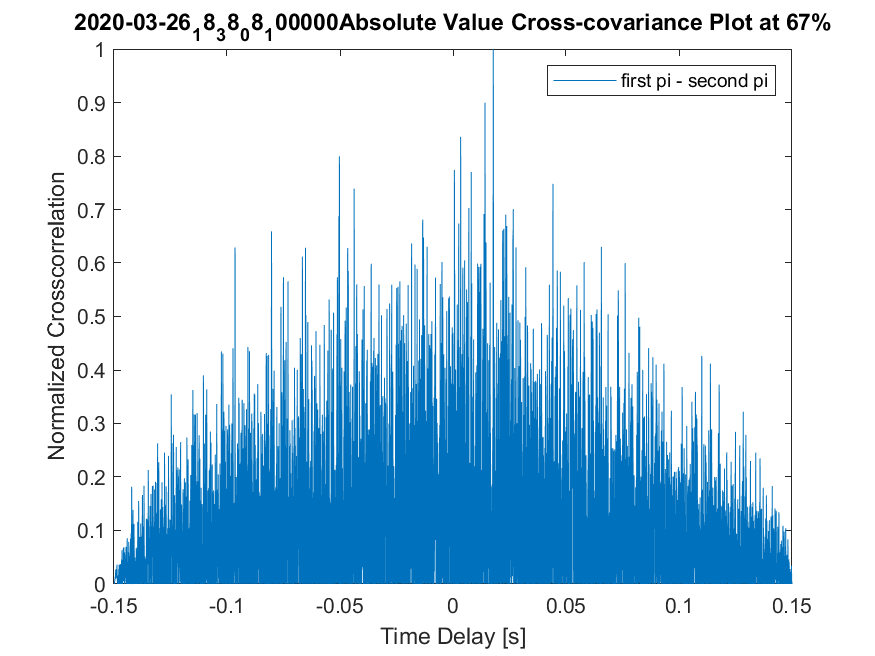 2020-03-26₁8₃8₀8₁00000Absolute Value Cross-covariance Plot at 67%
first pi - second pi
Normalized Crosscorrelation
1
0.9
0.8
0.7
0.6
0.5
0.4
0.3
0.2
0.1
0
-0.15 -0.1 -0.05 0 0.05 0.1 0.15
Time Delay [s]